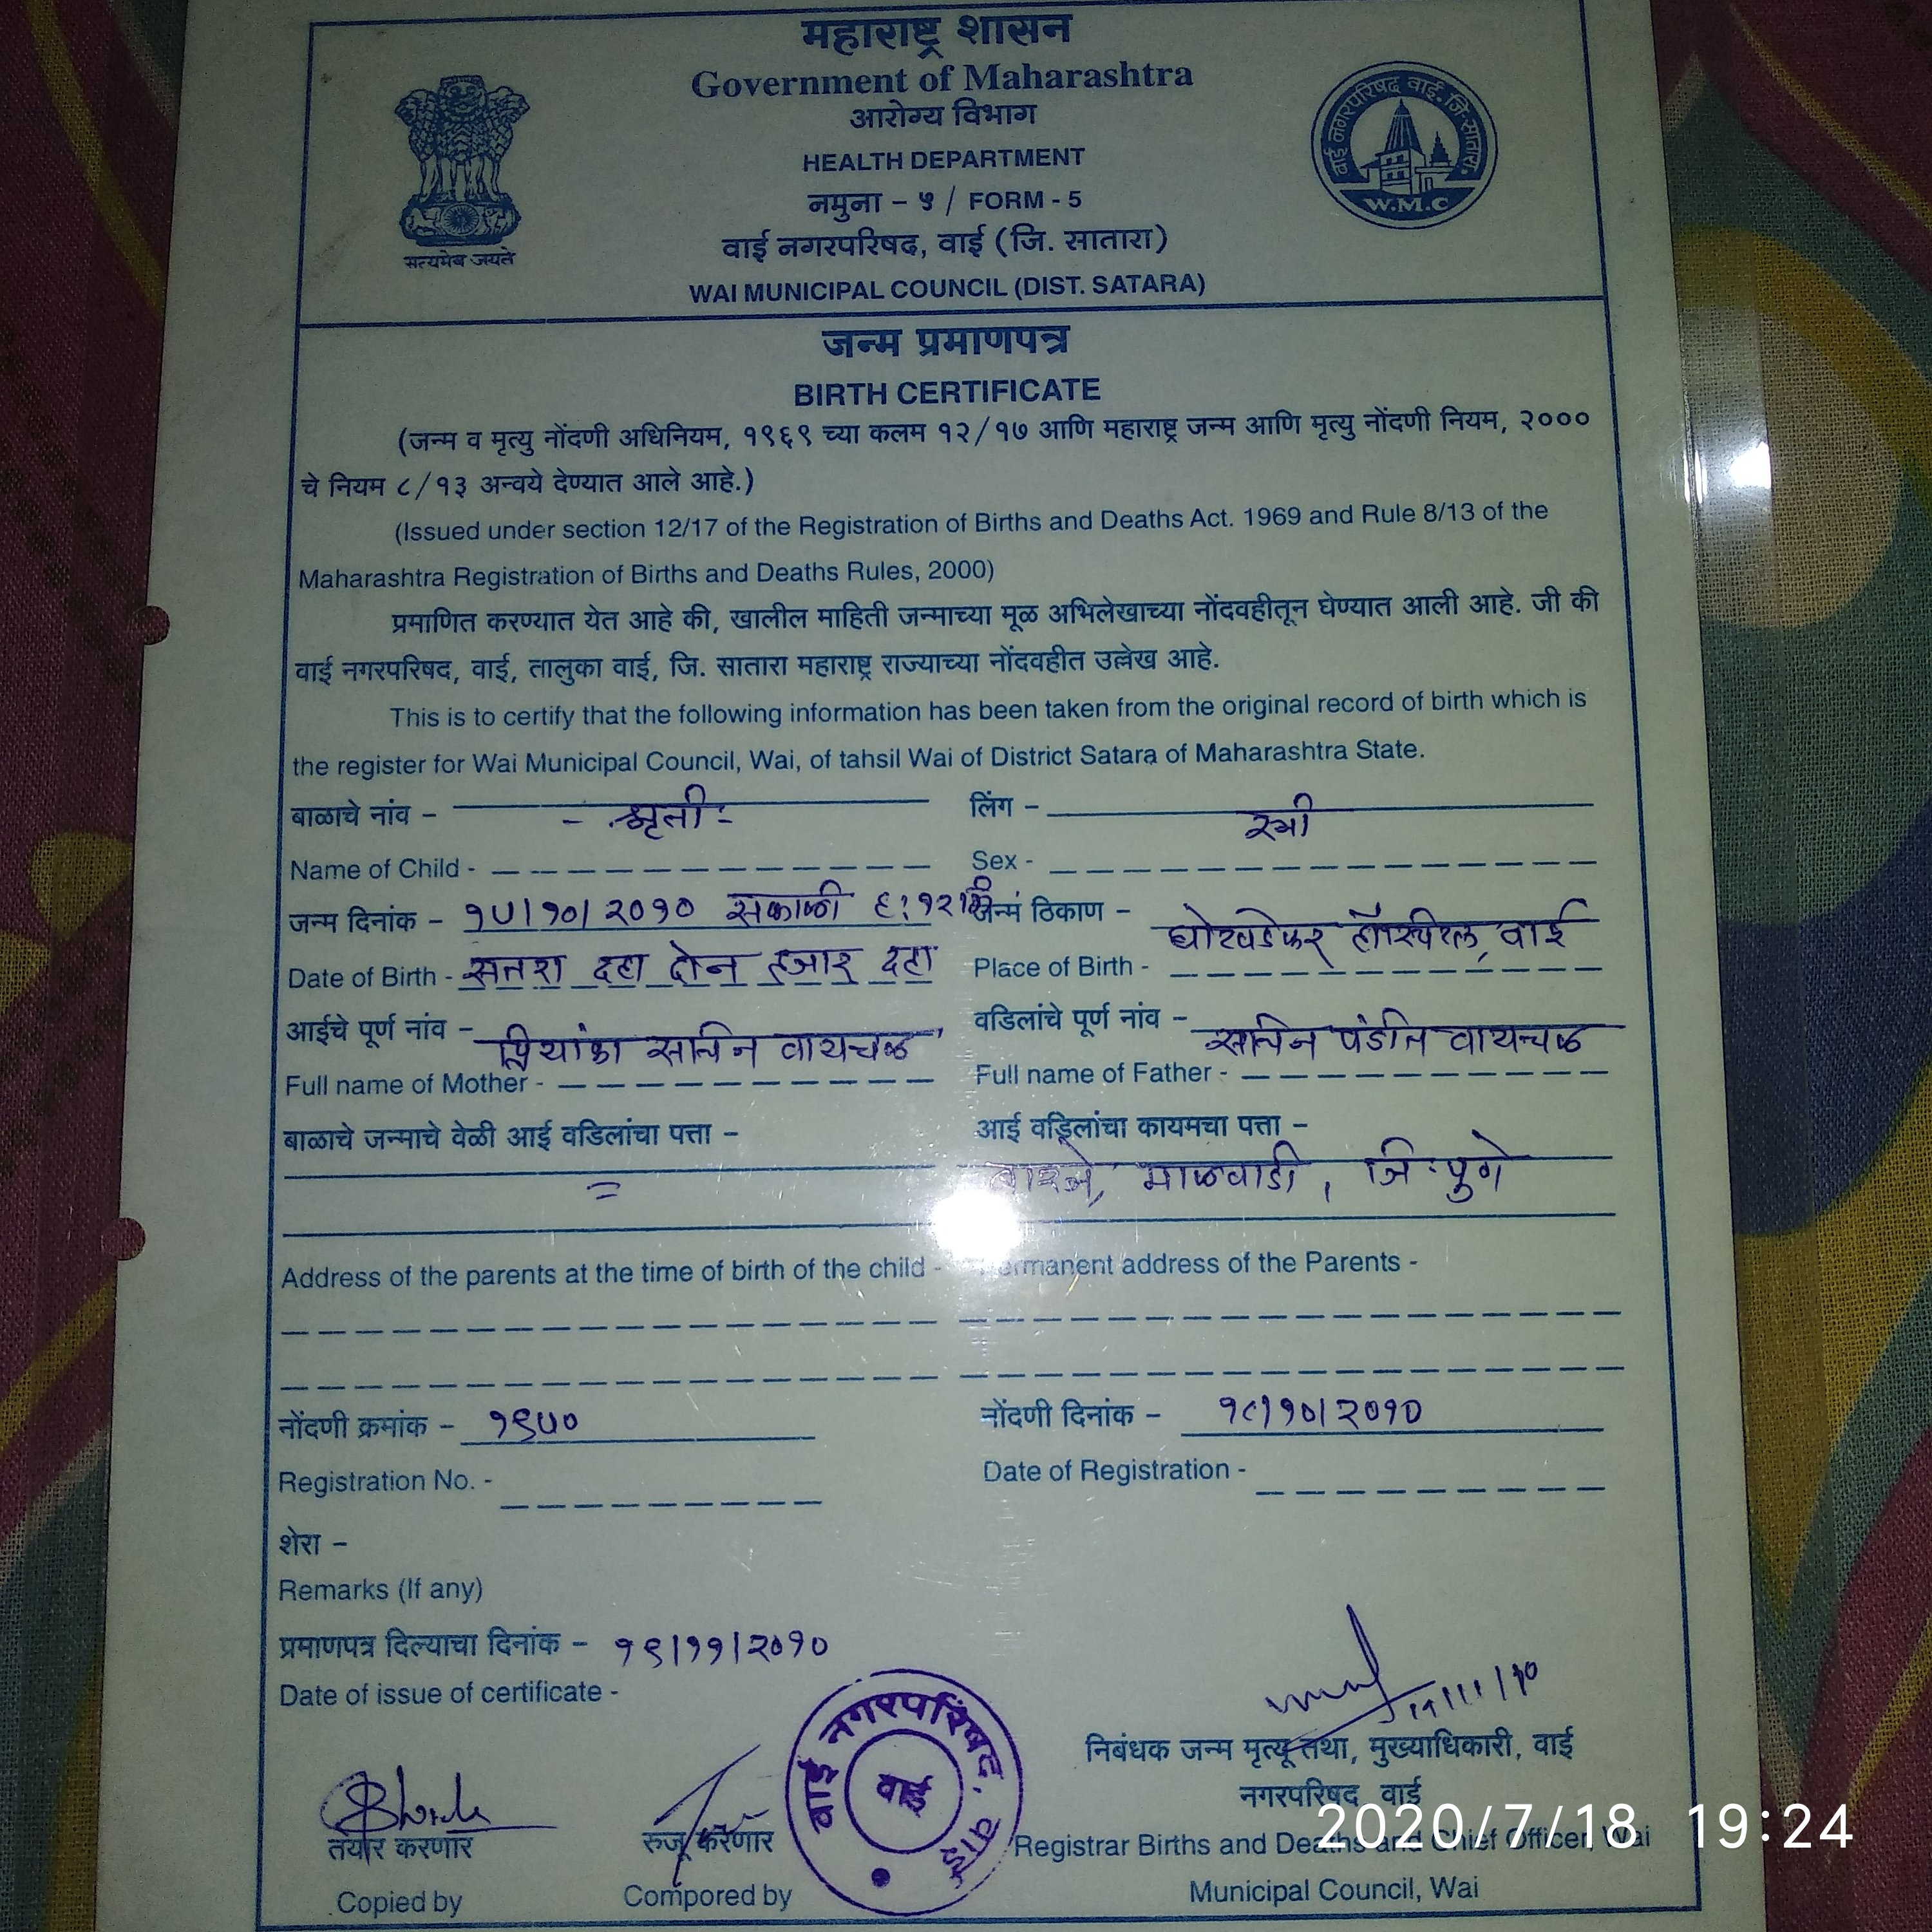 महाराष्ट्र शासन
Government of Maharashtra
आरोग्य विभाग
HEALTH DEPARTMENT
नमुना - ५ / FORM - 5
वाई नगरपरिषद, वाई (जि. सातारा)
WAI MUNICIPAL COUNCIL (DIST. SATARA)
सत्यमेव जयते
वाई नगरपरिषद वाई. जि. सातारा.
W.M.C
जन्म प्रमाणपत्र
BIRTH CERTIFICATE
(जन्म व मृत्यु नोंदणी अधिनियम, १९६९ च्या कलम १२/१७ आणि महाराष्ट्र जन्म आणि मृत्यु नोंदणी नियम, २०००
चे नियम ८/१३ अन्वये देण्यात आले आहे.)
(Issued under section 12/17 of the Registration of Births and Deaths Act. 1969 and Rule 8/13 of the
Maharashtra Registration of Births and Deaths Rules, 2000)
प्रमाणित करण्यात येत आहे की, खालील माहिती जन्माच्या मूळ अभिलेखाच्या नोंदवहीतून घेण्यात आली आहे. जी की
वाई नगरपरिषद, वाई, तालुका वाई, जि. सातारा महाराष्ट्र राज्याच्या नोंदवहीत उल्लेख आहे.
This is to certify that the following information has been taken from the original record of birth which is
the register for Wai Municipal Council, Wai, of tahsil Wai of District Satara of Maharashtra State.
बाळाचे नांव - - श्रृती - लिंग - स्त्री
Name of Child - Sex -
जन्म दिनांक - १७/१०/२०१० सकाळी जन्म ठिकाण - घोरवडेकर हॉस्पिटल, वाई
Date of Birth - सतरा दहा दोन हजार दहा Place of Birth -
आईचे पूर्ण नांव - प्रियांका सचिन वायचळ वडिलांचे पूर्ण नांव - सचिन पंडीत वायचळ
Full name of Mother - Full name of Father -
बाळाचे जन्माचे वेळी आई वडिलांचा पत्ता - आई वडिलांचा कायमचा पत्ता -
= वारजे, माळवाडी, जि. पुणे
Address of the parents at the time of birth of the child - Permanent address of the Parents -
नोंदणी क्रमांक - १९७० नोंदणी दिनांक - १८/१०/२०१०
Registration No. - Date of Registration -
शेरा -
Remarks (If any)
प्रमाणपत्र दिल्याचा दिनांक - १९/११/२०१०
Date of issue of certificate -
वाई नगरपरिषद, वाई
वाई
निबंधक जन्म मृत्यू तथा, मुख्याधिकारी, वाई
नगरपरिषद वाई
तयार करणार रुजू करणार Registrar Births and Deaths and Chief Officer, Wai
Copied by Compored by Municipal Council, Wai
2020/7/18 19:24